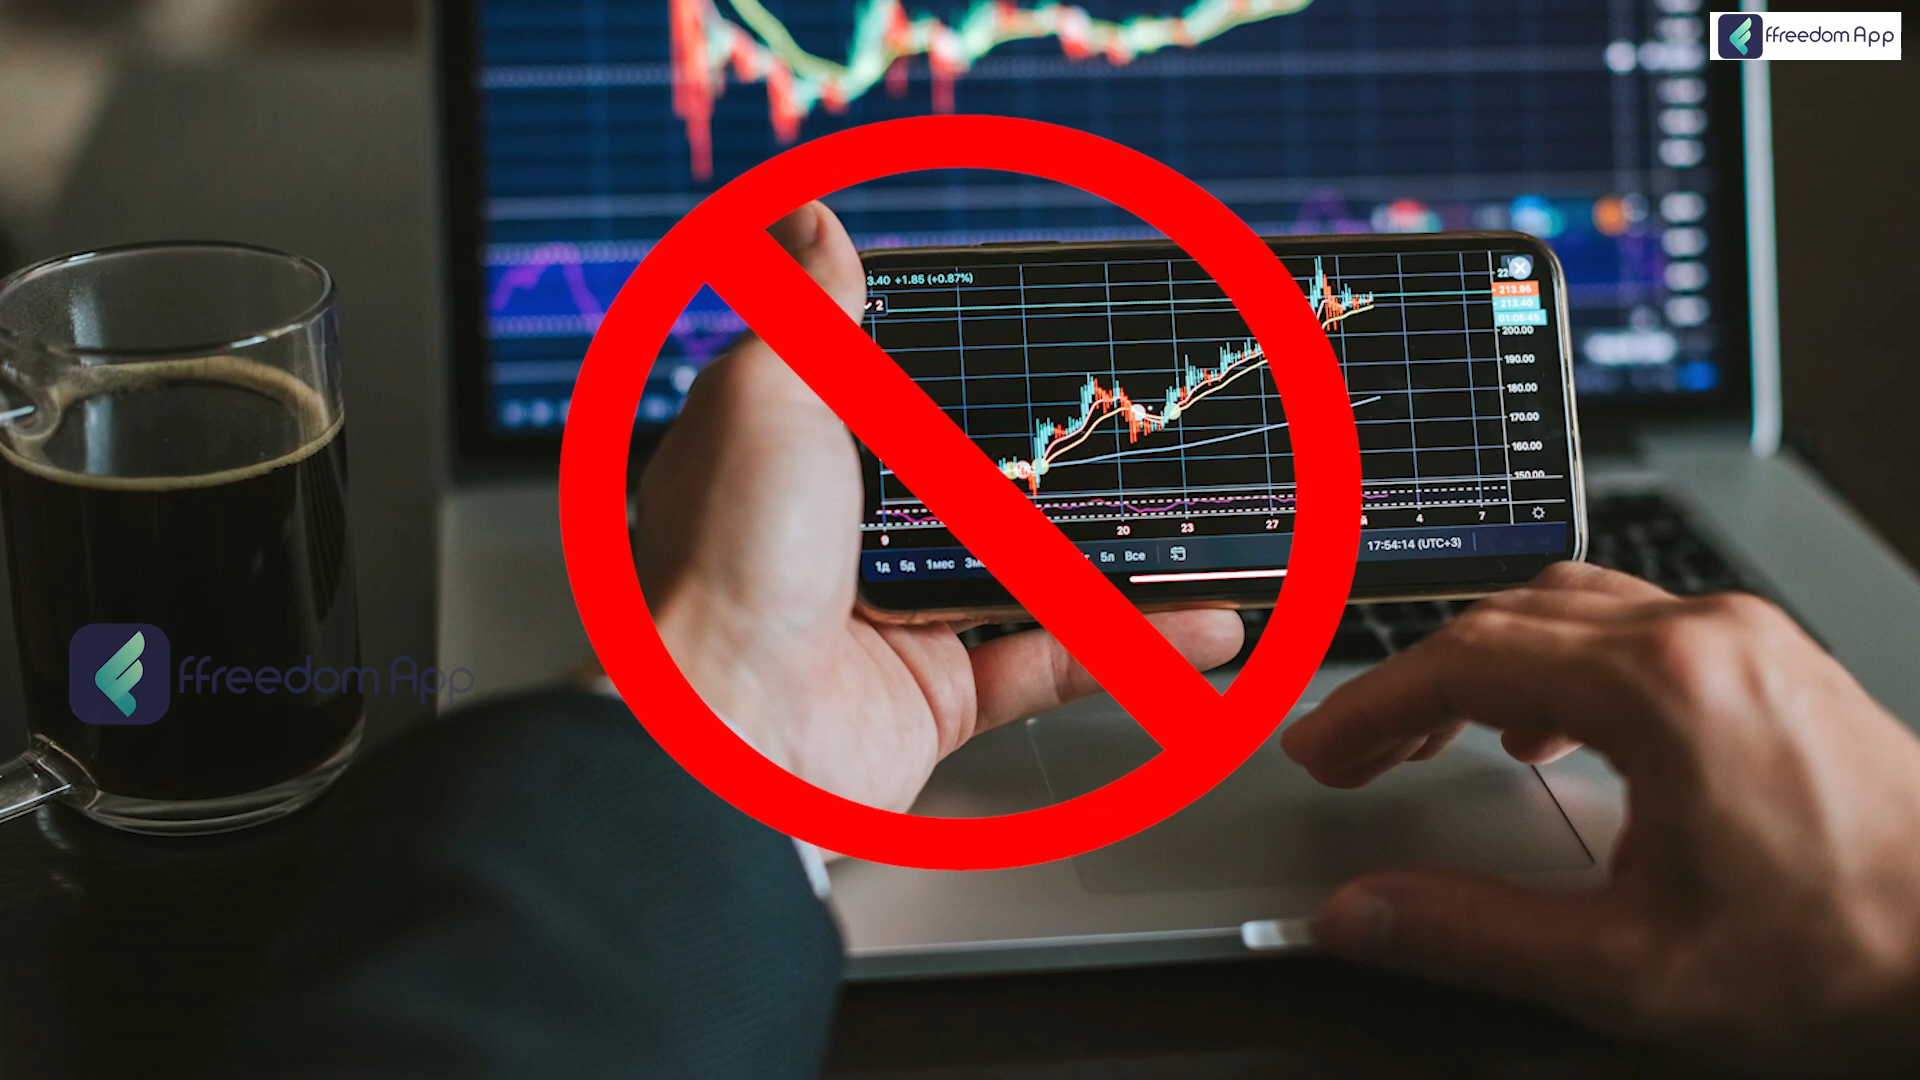 ffreedom App
3.40 +1.85 (+0.87%)
2
213.95
213.40
01:05:45
200.00
190.00
180.00
170.00
160.00
150.00
9
20
23
27
4
7
1д 5д 1мес
5л Все
17:54:14 (UTC+3)
ffreedom App